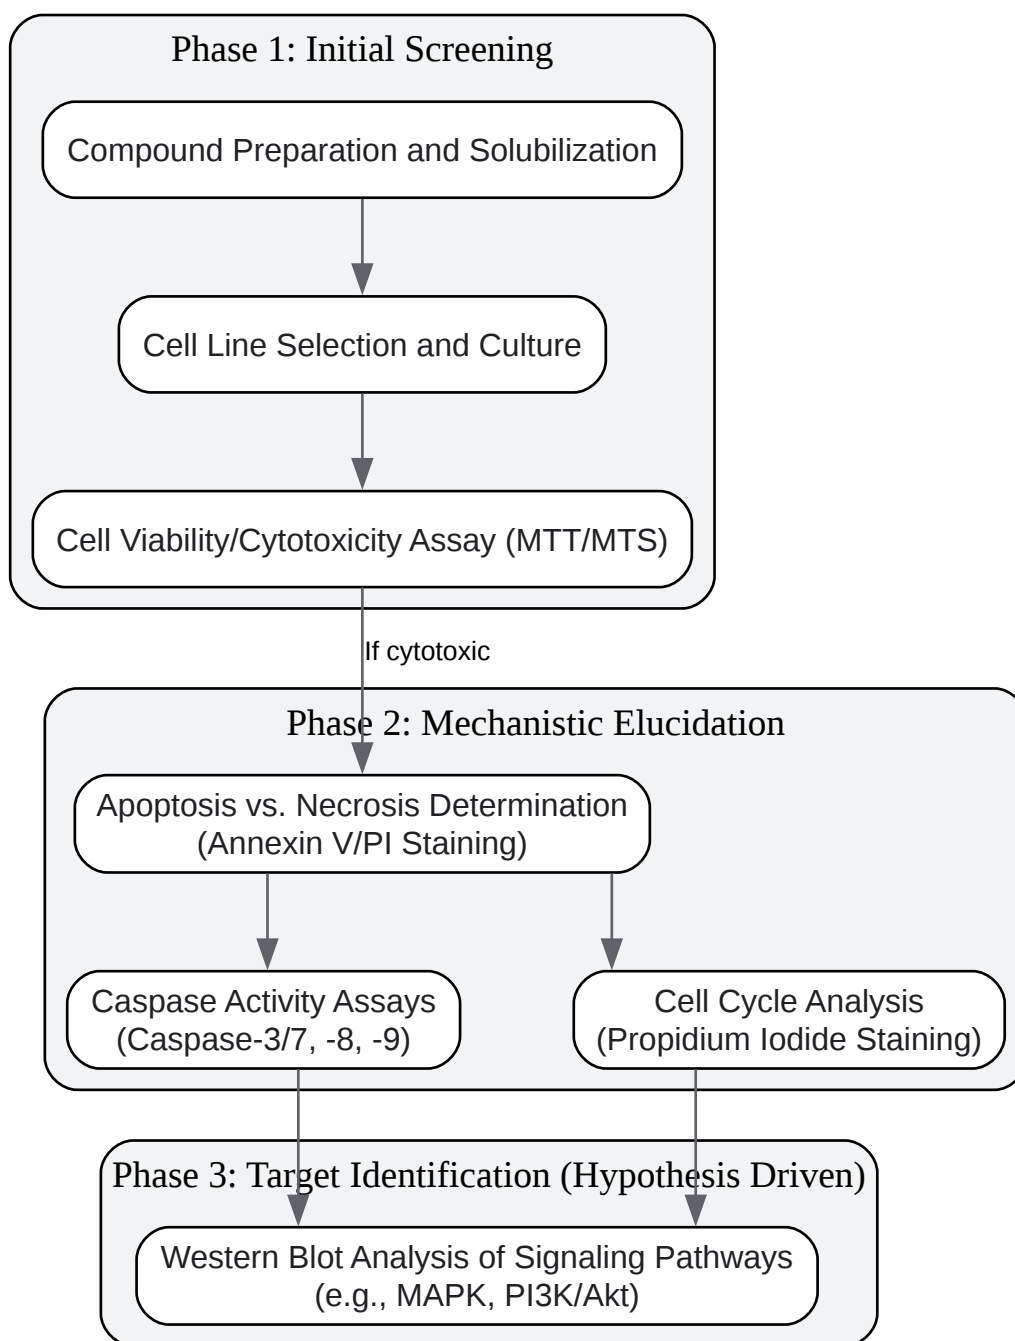 Phase 1: Initial Screening
Compound Preparation and Solubilization
Cell Line Selection and Culture
Cell Viability/Cytotoxicity Assay (MTT/MTS)
If cytotoxic
Phase 2: Mechanistic Elucidation
Apoptosis vs. Necrosis Determination
(Annexin V/PI Staining)
Caspase Activity Assays
(Caspase-3/7, -8, -9)
Cell Cycle Analysis
(Propidium Iodide Staining)
Phase 3: Target Identification (Hypothesis Driven)
Western Blot Analysis of Signaling Pathways
(e.g., MAPK, PI3K/Akt)